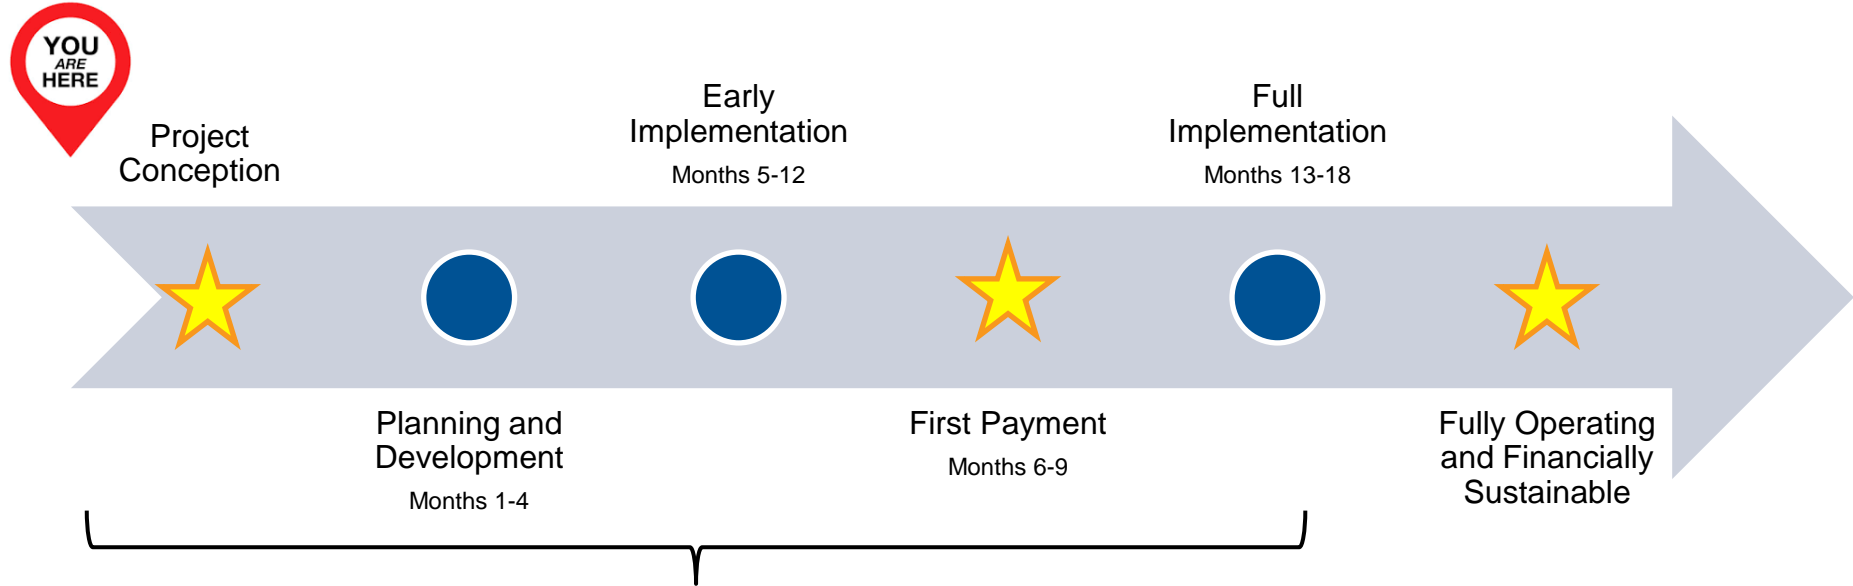 YOU
ARE
HERE
Project
Conception
Early
Implementation
Months 5-12
Full
Implementation
Months 13-18
Planning and
Development
Months 1-4
First Payment
Months 6-9
Fully Operating
and Financially
Sustainable